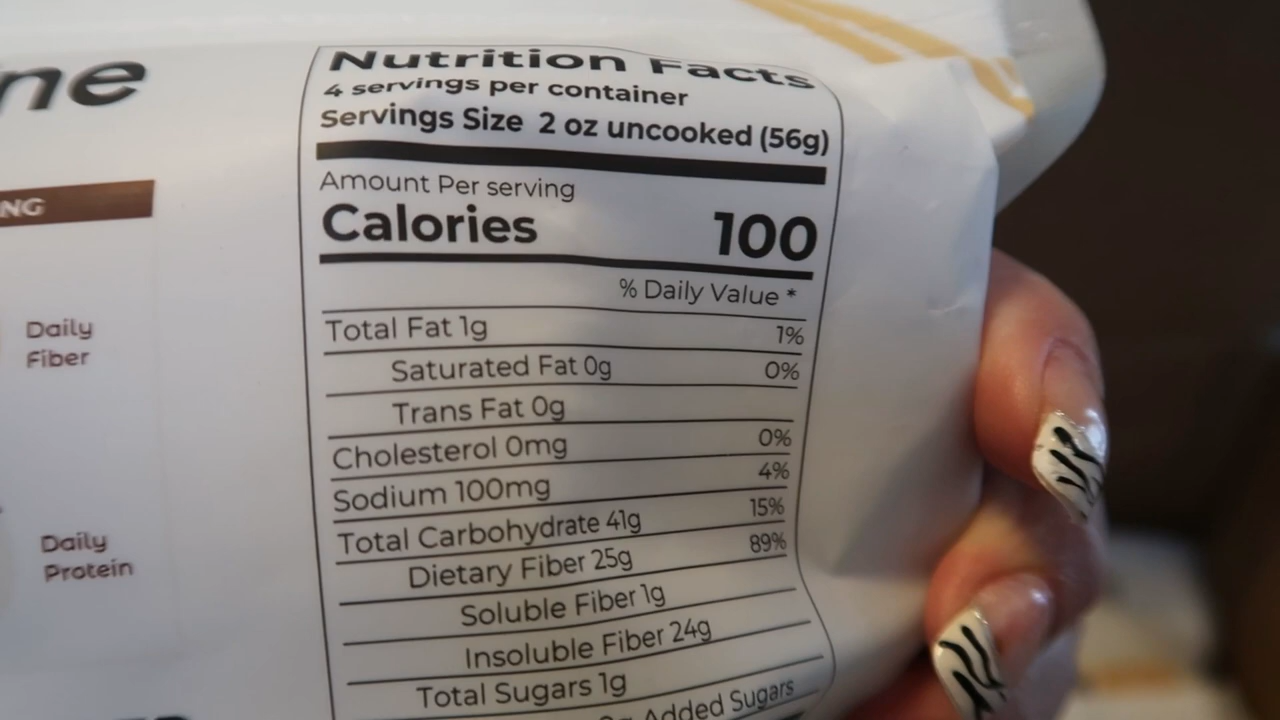 ne
NG
Daily
Fiber
Daily
Protein
Nutrition Facts
4 servings per container
Servings Size 2 oz uncooked (56g)
Amount Per serving
Calories 100
% Daily Value *
Total Fat 1g 1%
Saturated Fat 0g 0%
Trans Fat 0g
Cholesterol 0mg 0%
Sodium 100mg 4%
Total Carbohydrate 41g 15%
Dietary Fiber 25g 89%
Soluble Fiber 1g
Insoluble Fiber 24g
Total Sugars 1g
Added Sugars